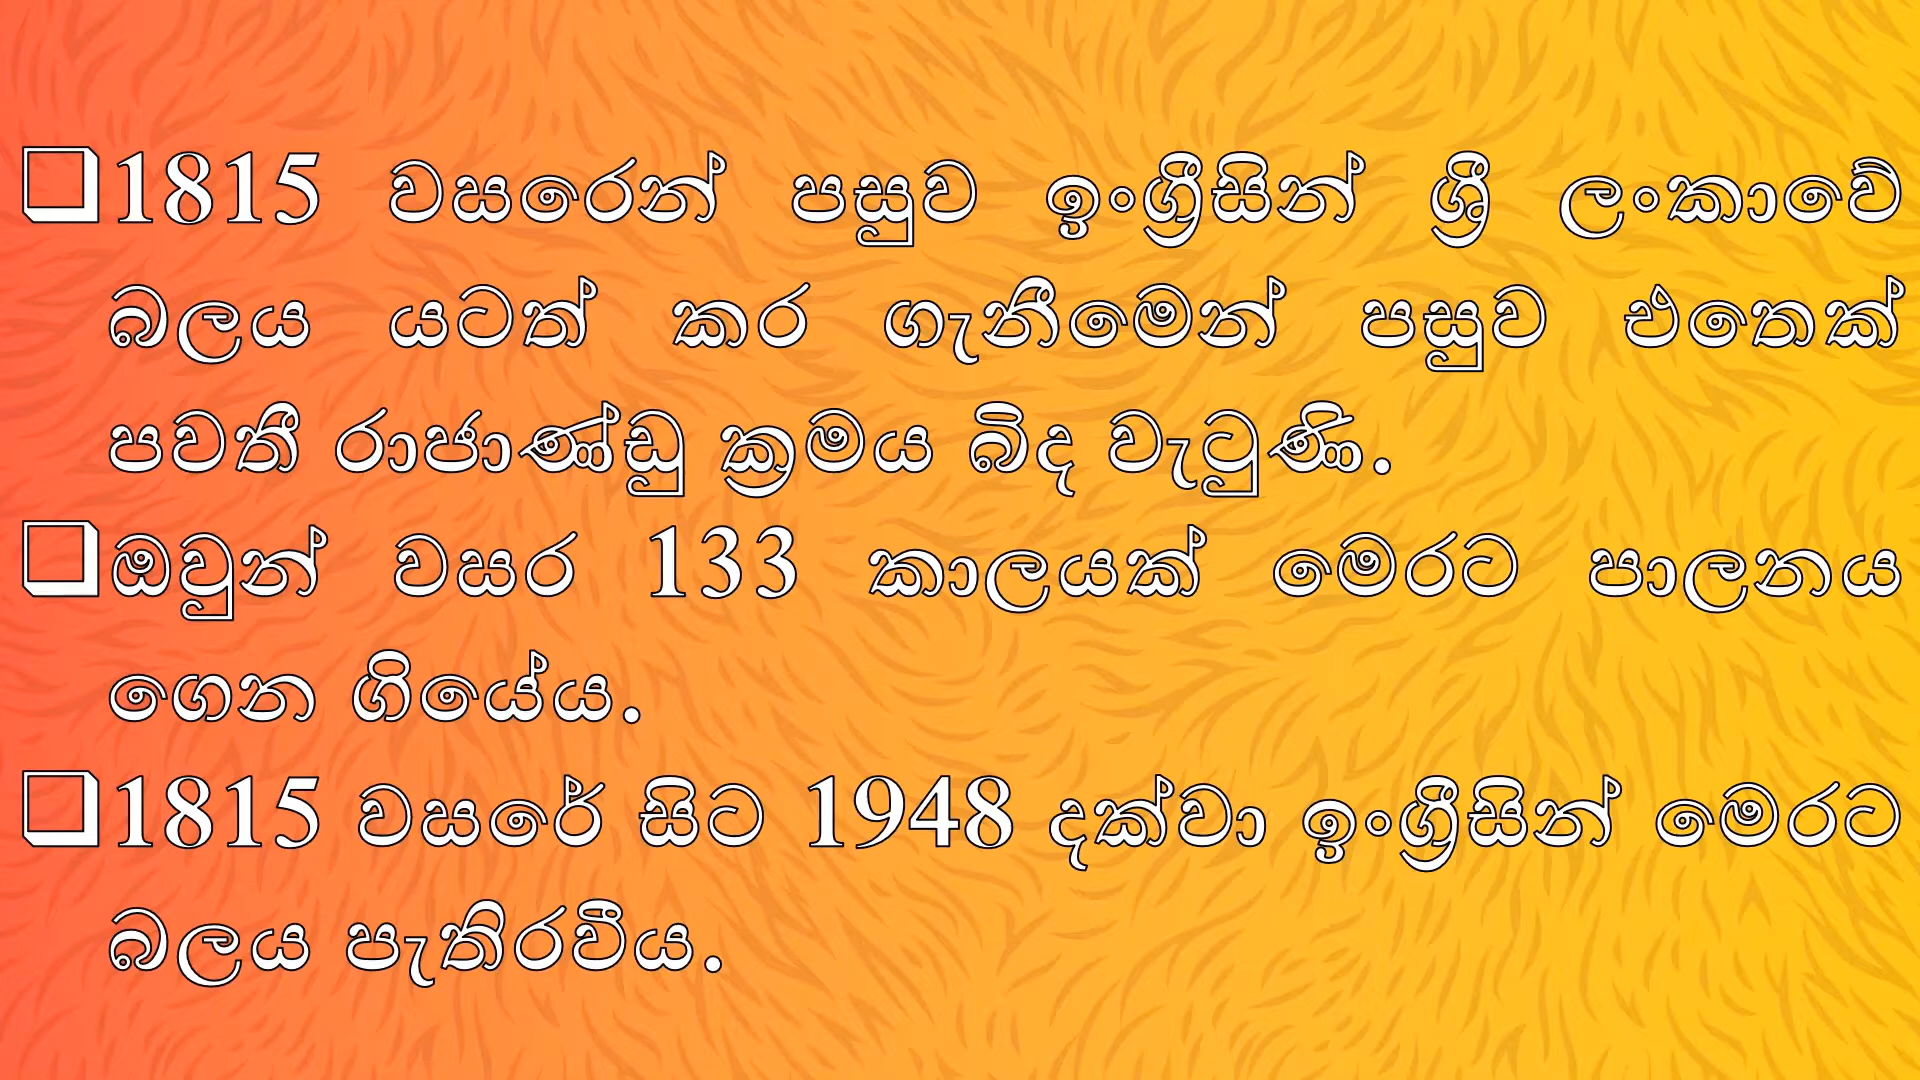 ❑1815 වසරෙන් පසුව ඉංග්‍රීසින් ශ්‍රී ලංකාවේ
බලය යටත් කර ගැනීමෙන් පසුව එතෙක්
පවතී රාජාණ්ඩු ක්‍රමය බිද වැටුණි.
❑ඔවුන් වසර 133 කාලයක් මෙරට පාලනය
ගෙන ගියේය.
❑1815 වසරේ සිට 1948 දක්වා ඉංග්‍රීසින් මෙරට
බලය පැතිරවීය.